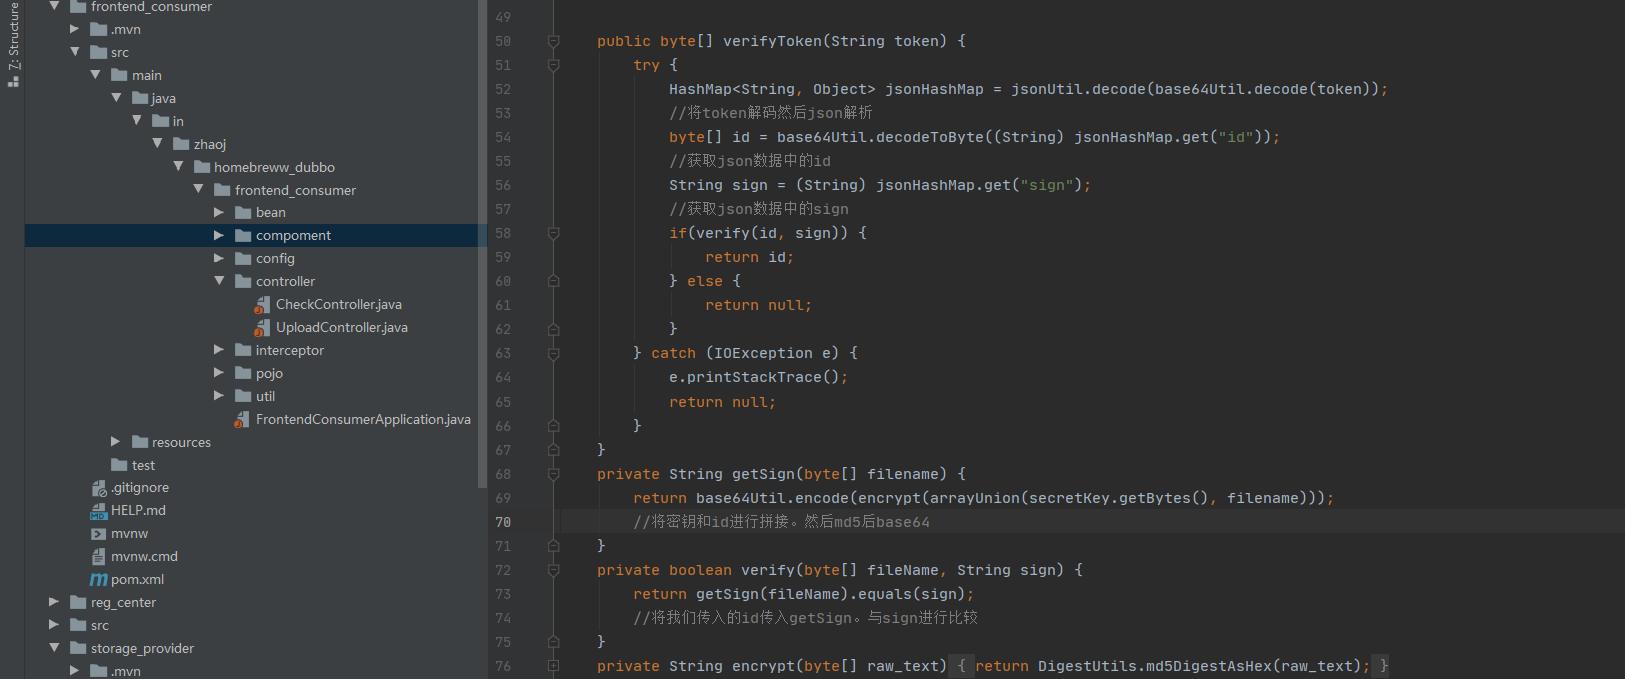 7: Structure
frontend_consumer
.mvn
src
main
java
in
zhaoj
homebreww_dubbo
frontend_consumer
bean
compoment
config
controller
CheckController.java
UploadController.java
interceptor
pojo
util
FrontendConsumerApplication.java
resources
test
.gitignore
HELP.md
mvnw
mvnw.cmd
pom.xml
reg_center
src
storage_provider
.mvn
49
50 public byte[] verifyToken(String token) {
51 try {
52 HashMap<String, Object> jsonHashMap = jsonUtil.decode(base64Util.decode(token));
53 //将token解码然后json解析
54 byte[] id = base64Util.decodeToByte((String) jsonHashMap.get("id"));
55 //获取json数据中的id
56 String sign = (String) jsonHashMap.get("sign");
57 //获取json数据中的sign
58 if(verify(id, sign)) {
59 return id;
60 } else {
61 return null;
62 }
63 } catch (IOException e) {
64 e.printStackTrace();
65 return null;
66 }
67 }
68 private String getSign(byte[] filename) {
69 return base64Util.encode(encrypt(arrayUnion(secretKey.getBytes(), filename)));
70 //将密钥和id进行拼接。然后md5后base64
71 }
72 private boolean verify(byte[] fileName, String sign) {
73 return getSign(fileName).equals(sign);
74 //将我们传入的id传入getSign。与sign进行比较
75 }
76 private String encrypt(byte[] raw_text) { return DigestUtils.md5DigestAsHex(raw_text); }